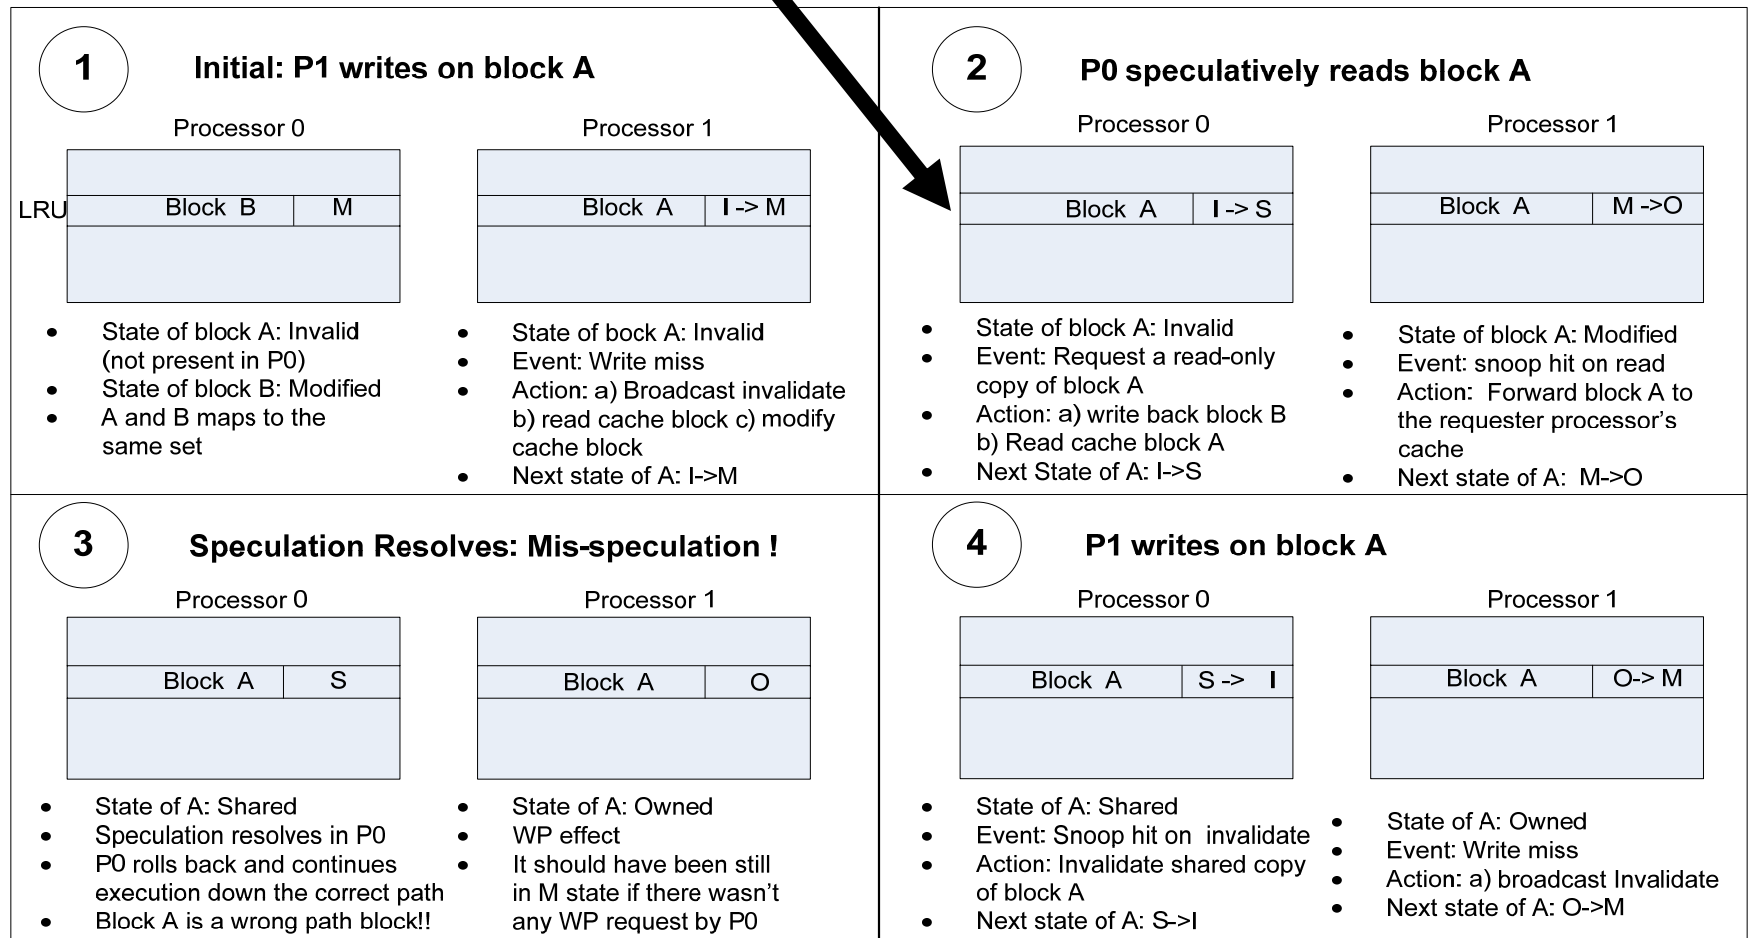 1
Initial: P1 writes on block A
Processor 0
Processor 1
LRU
Block B
M
Block A
I -> M
• State of block A: Invalid
(not present in P0)
• State of block B: Modified
• A and B maps to the
same set
• State of bock A: Invalid
• Event: Write miss
• Action: a) Broadcast invalidate
b) read cache block c) modify
cache block
• Next state of A: I->M
2
P0 speculatively reads block A
Processor 0
Processor 1
Block A
I -> S
Block A
M ->O
• State of block A: Invalid
• Event: Request a read-only
copy of block A
• Action: a) write back block B
b) Read cache block A
• Next State of A: I->S
• State of block A: Modified
• Event: snoop hit on read
• Action: Forward block A to
the requester processor's
cache
• Next state of A: M->O
3
Speculation Resolves: Mis-speculation !
Processor 0
Processor 1
Block A
S
Block A
O
• State of A: Shared
• Speculation resolves in P0
• P0 rolls back and continues
execution down the correct path
• Block A is a wrong path block!!
• State of A: Owned
• WP effect
• It should have been still
in M state if there wasn't
any WP request by P0
4
P1 writes on block A
Processor 0
Processor 1
Block A
S -> I
Block A
O-> M
• State of A: Shared
• Event: Snoop hit on invalidate
• Action: Invalidate shared copy
of block A
• Next state of A: S->I
• State of A: Owned
• Event: Write miss
• Action: a) broadcast Invalidate
• Next state of A: O->M